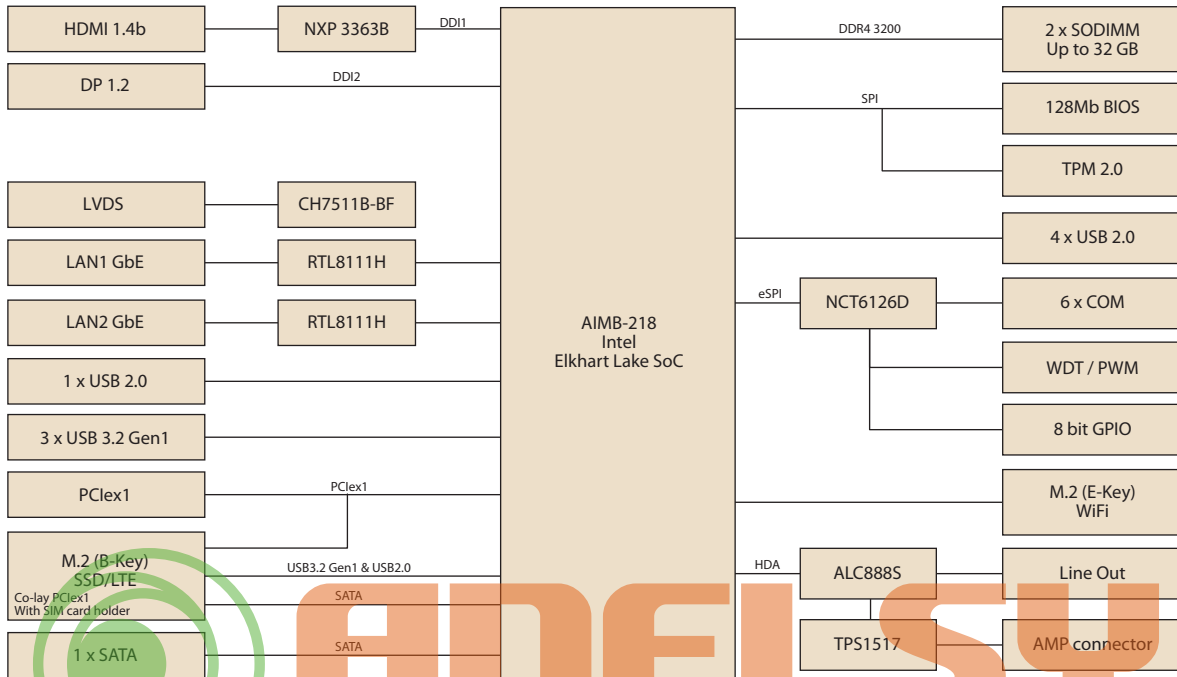 HDMI 1.4b
NXP 3363B
DDI1
DP 1.2
DDI2
LVDS
CH7511B-BF
LAN1 GbE
RTL8111H
LAN2 GbE
RTL8111H
1 x USB 2.0
3 x USB 3.2 Gen1
PCIex1
PCIex1
M.2 (B-Key)
SSD/LTE
Co-lay PCIex1
With SIM card holder
USB3.2 Gen1 & USB2.0
SATA
1 x SATA
SATA
AIMB-218
Intel
Elkhart Lake SoC
DDR4 3200
2 x SODIMM
Up to 32 GB
SPI
128Mb BIOS
TPM 2.0
4 x USB 2.0
eSPI
NCT6126D
6 x COM
WDT / PWM
8 bit GPIO
M.2 (E-Key)
WiFi
HDA
ALC888S
Line Out
TPS1517
AMP connector